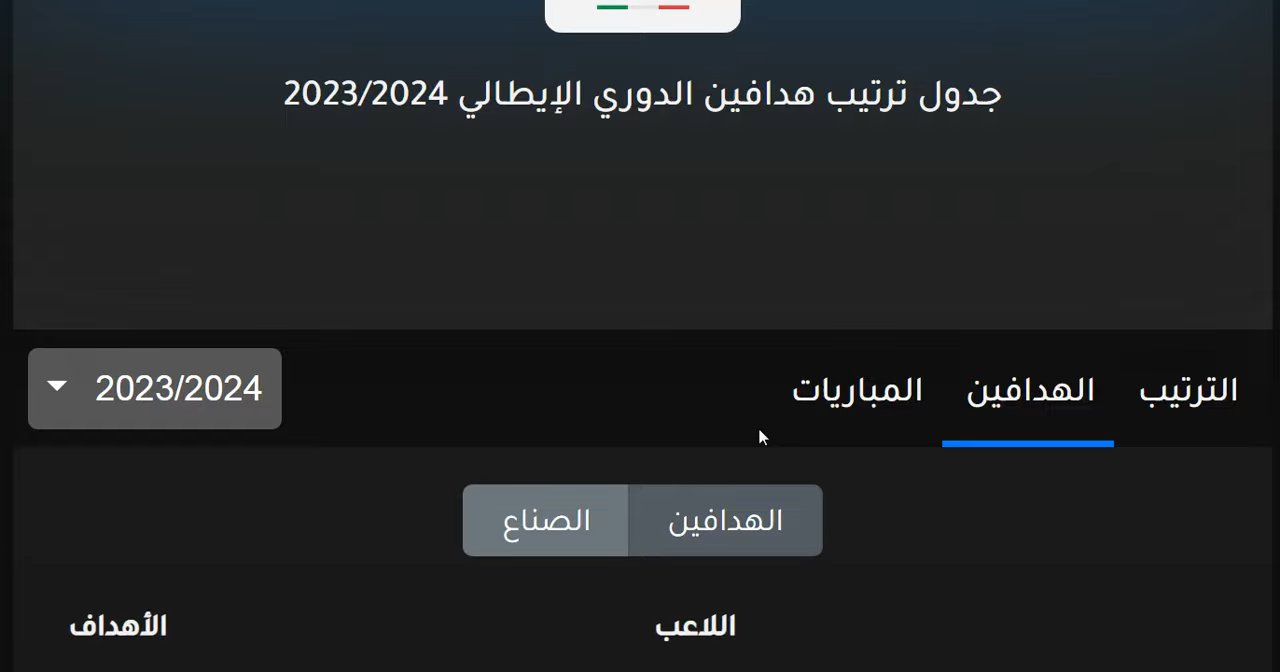 جدول ترتيب هدافين الدوري الإيطالي 2023/2024
الترتيب الهدافين المباريات 2023/2024
الهدافين الصناع
اللاعب الأهداف